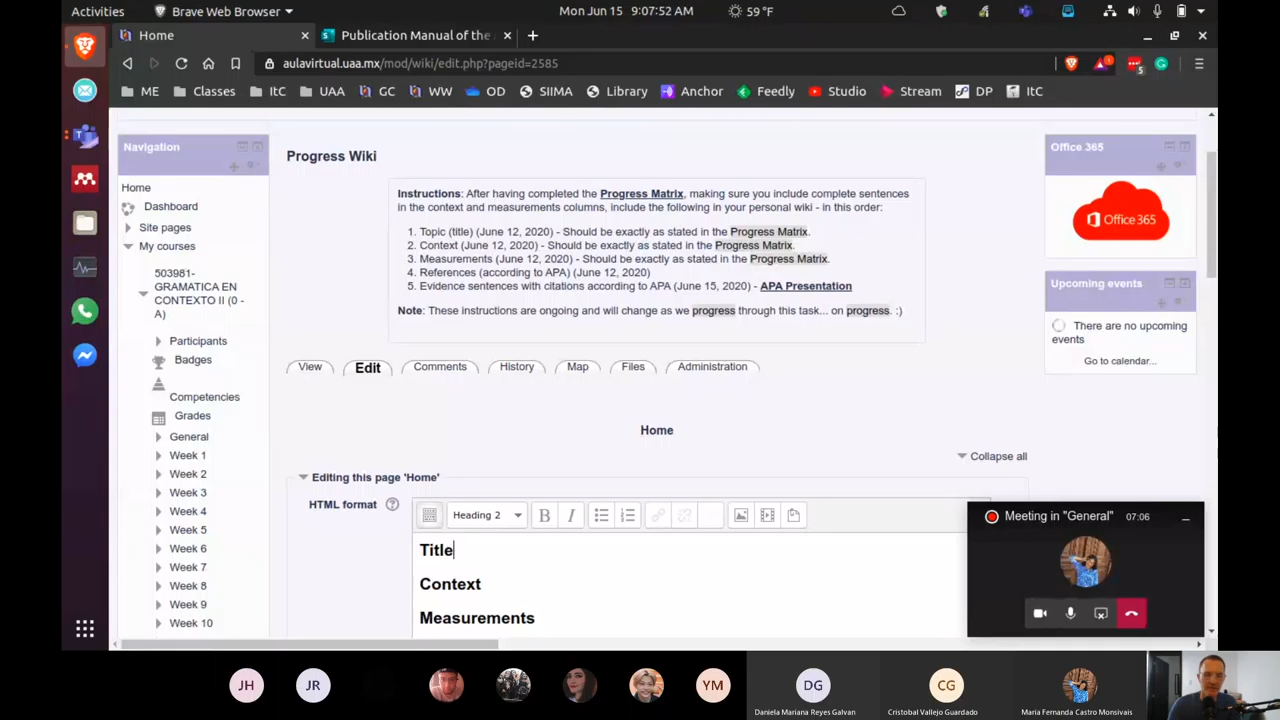 Activities
Brave Web Browser
Mon Jun 15  9:07:52 AM
59 °F
Home
Publication Manual of the
aulavirtual.uaa.mx/mod/wiki/edit.php?pageid=2585
5
ME
Classes
ItC
UAA
GC
WW
OD
SIIMA
Library
Anchor
Feedly
Studio
Stream
DP
ItC
Navigation
Home
Dashboard
Site pages
My courses
503981-
GRAMATICA EN
CONTEXTO II (0 -
A)
Participants
Badges
Competencies
Grades
General
Week 1
Week 2
Week 3
Week 4
Week 5
Week 6
Week 7
Week 8
Week 9
Week 10
Progress Wiki
Instructions: After having completed the Progress Matrix, making sure you include complete sentences
in the context and measurements columns, include the following in your personal wiki - in this order:
1. Topic (title) (June 12, 2020) - Should be exactly as stated in the Progress Matrix.
2. Context (June 12, 2020) - Should be exactly as stated in the Progress Matrix.
3. Measurements (June 12, 2020) - Should be exactly as stated in the Progress Matrix.
4. References (according to APA) (June 12, 2020)
5. Evidence sentences with citations according to APA (June 15, 2020) - APA Presentation
Note: These instructions are ongoing and will change as we progress through this task... on progress. :)
View
Edit
Comments
History
Map
Files
Administration
Home
Collapse all
Editing this page 'Home'
HTML format
Heading 2
B
I
Title
Context
Measurements
Office 365
Office 365
Upcoming events
There are no upcoming
events
Go to calendar...
Meeting in "General"
07:06
JH
JR
YM
DG
Daniela Mariana Reyes Galvan
CG
Cristobal Vallejo Guardado
Maria Fernanda Castro Monsivais